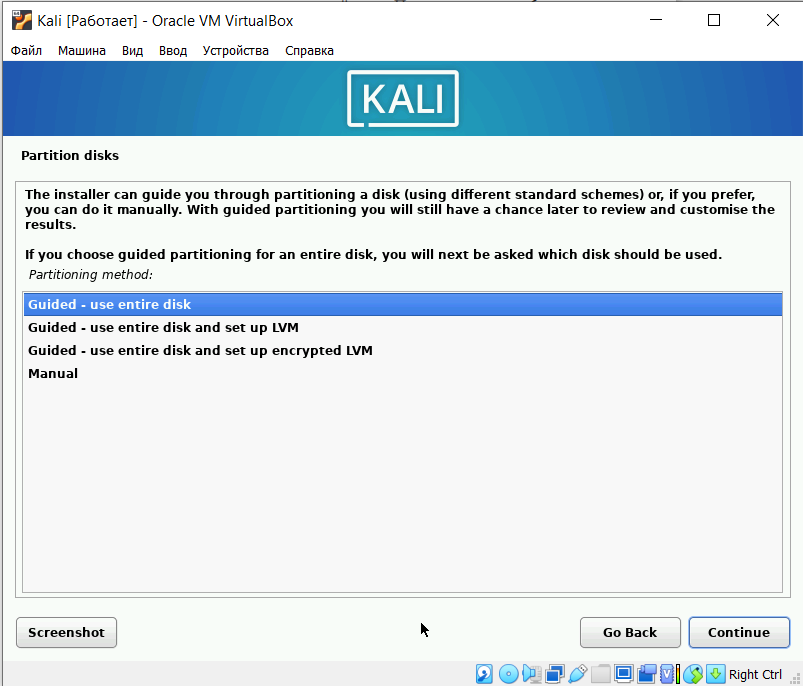 Kali [Работает] - Oracle VM VirtualBox
Файл Машина Вид Ввод Устройства Справка
KALI
Partition disks
The installer can guide you through partitioning a disk (using different standard schemes) or, if you prefer,
you can do it manually. With guided partitioning you will still have a chance later to review and customise the
results.
If you choose guided partitioning for an entire disk, you will next be asked which disk should be used.
Partitioning method:
Guided - use entire disk
Guided - use entire disk and set up LVM
Guided - use entire disk and set up encrypted LVM
Manual
Screenshot Go Back Continue
Right Ctrl